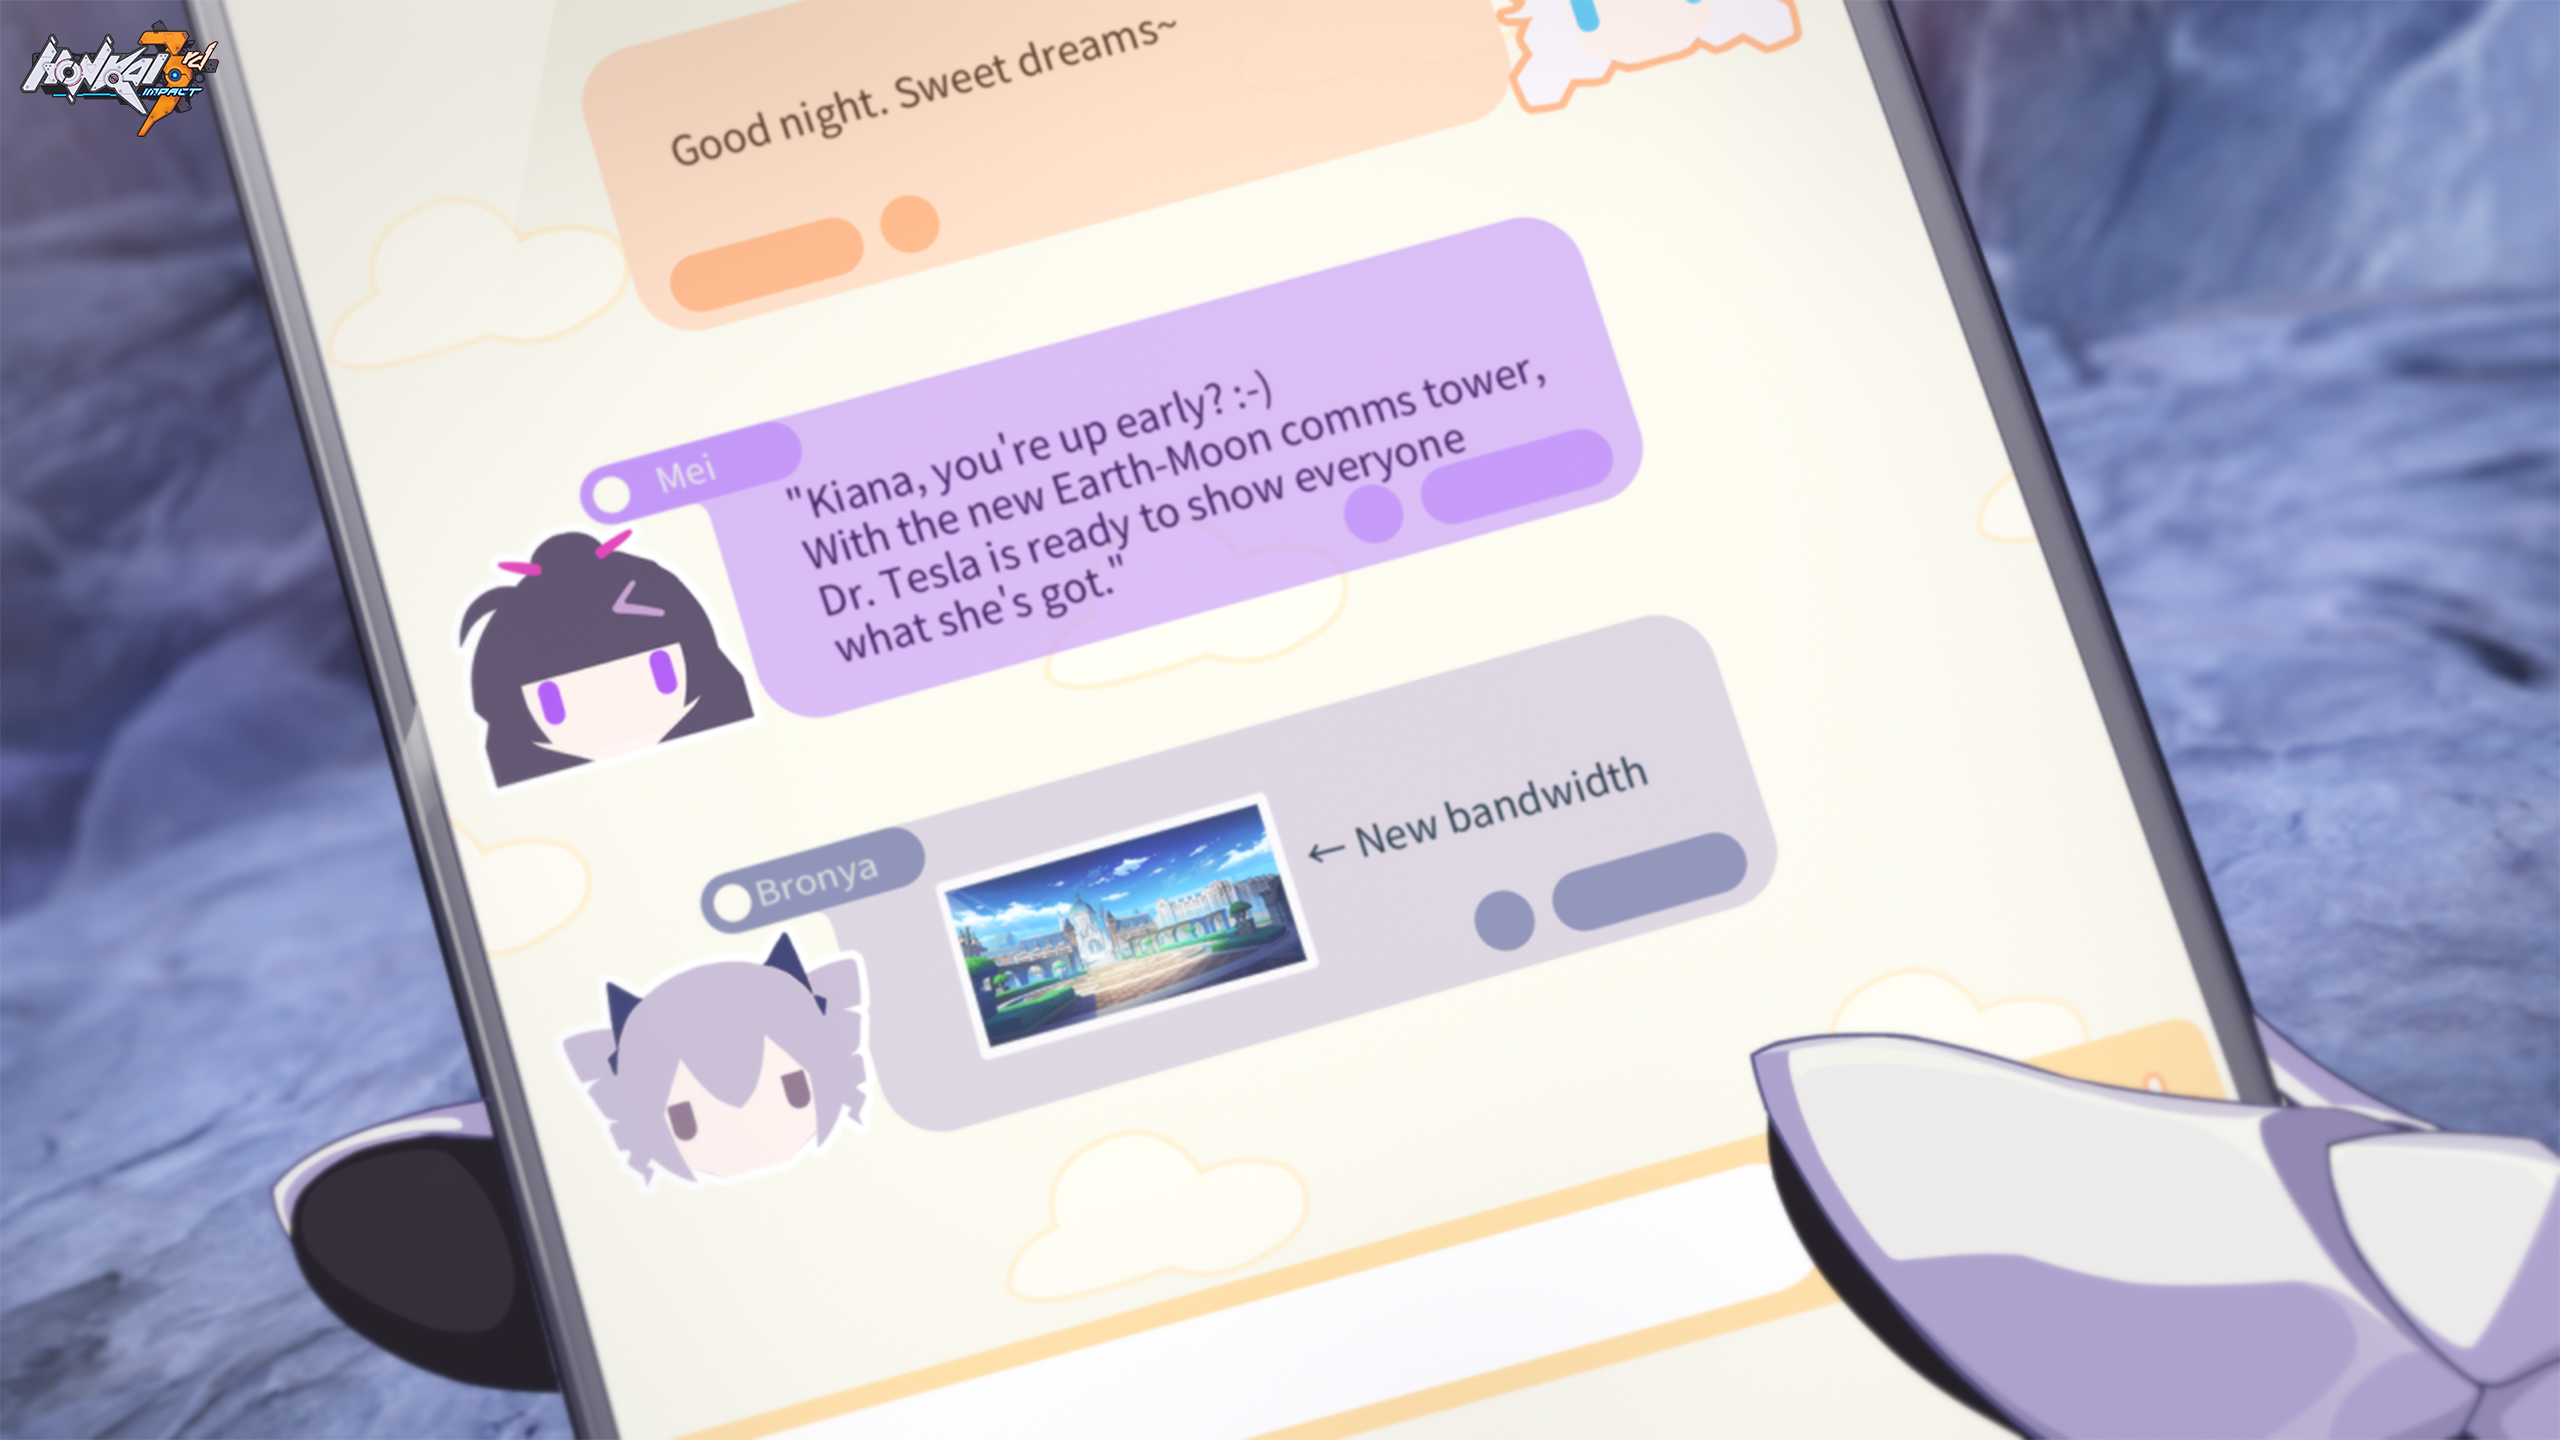 HONKAI 3rd
IMPACT
Good night. Sweet dreams~
Mei
"Kiana, you're up early? :-)
With the new Earth-Moon comms tower,
Dr. Tesla is ready to show everyone
what she's got."
Bronya
← New bandwidth